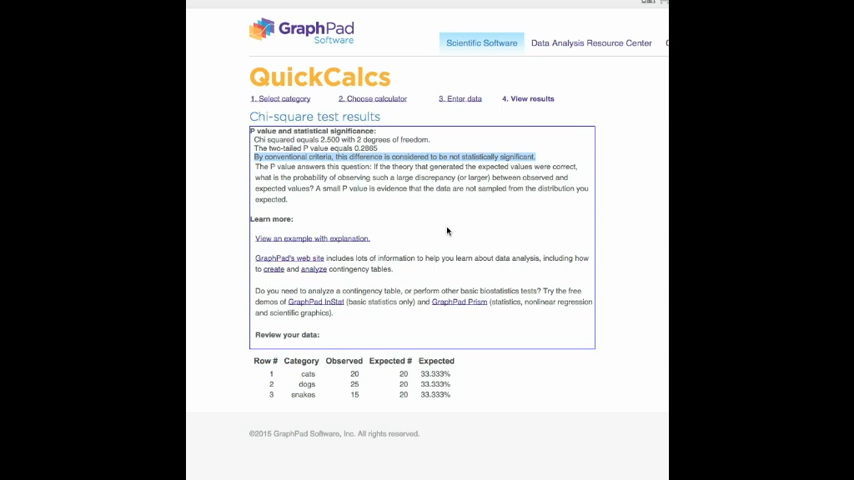 GraphPad
Software
Scientific Software Data Analysis Resource Center
QuickCalcs
1. Select category 2. Choose calculator 3. Enter data 4. View results
Chi-square test results
P value and statistical significance:
Chi squared equals 2.500 with 2 degrees of freedom.
The two-tailed P value equals 0.2865
By conventional criteria, this difference is considered to be not statistically significant.
The P value answers this question: If the theory that generated the expected values were correct,
what is the probability of observing such a large discrepancy (or larger) between observed and
expected values? A small P value is evidence that the data are not sampled from the distribution you
expected.
Learn more:
View an example with explanation.
GraphPad's web site includes lots of information to help you learn about data analysis, including how
to create and analyze contingency tables.
Do you need to analyze a contingency table, or perform other basic biostatistics tests? Try the free
demos of GraphPad InStat (basic statistics only) and GraphPad Prism (statistics, nonlinear regression
and scientific graphics).
Review your data:
Row # Category Observed Expected # Expected
1 cats 20 20 33.333%
2 dogs 25 20 33.333%
3 snakes 15 20 33.333%
©2015 GraphPad Software, Inc. All rights reserved.